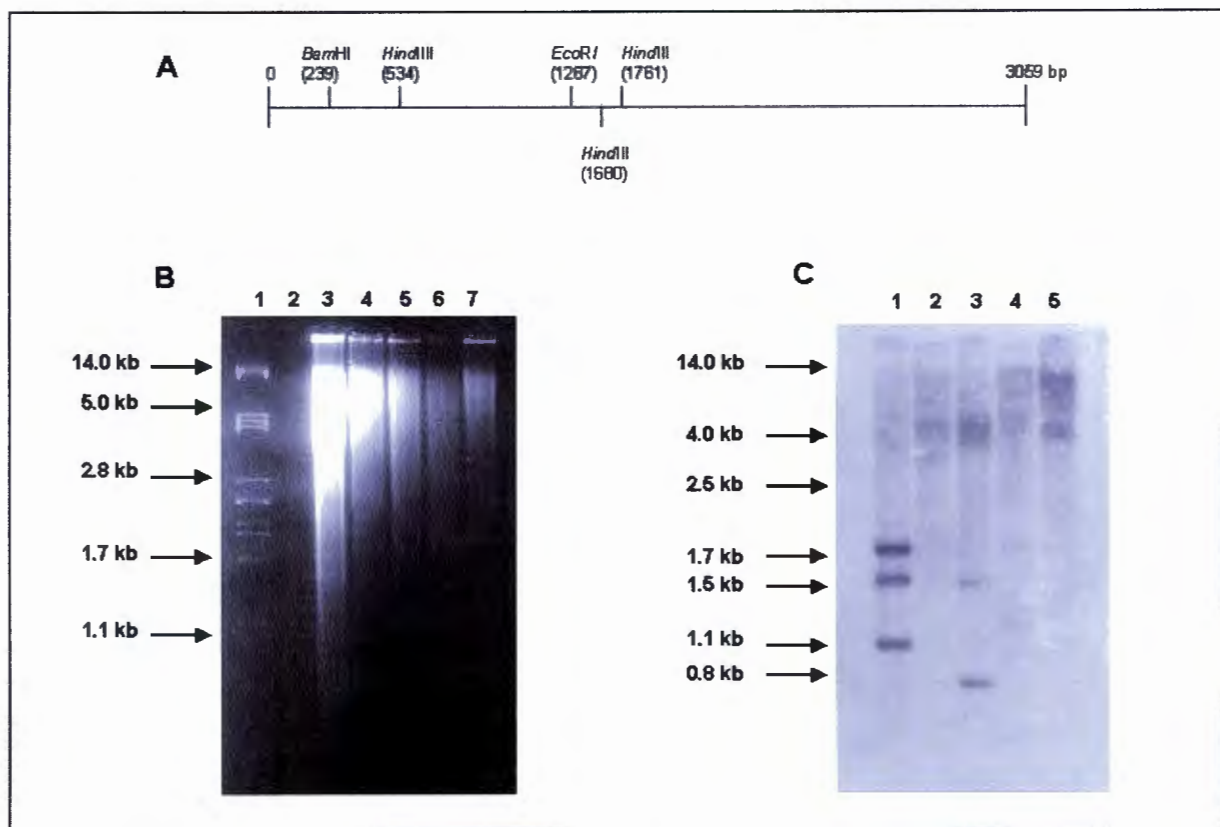 A
BamHI HindIIII EcoRI HindIII
0 (239) (534) (1267) (1761) 3059 bp
HindIII
(1680)
B
1 2 3 4 5 6 7
14.0 kb
5.0 kb
2.8 kb
1.7 kb
1.1 kb
C
1 2 3 4 5
14.0 kb
4.0 kb
2.5 kb
1.7 kb
1.5 kb
1.1 kb
0.8 kb